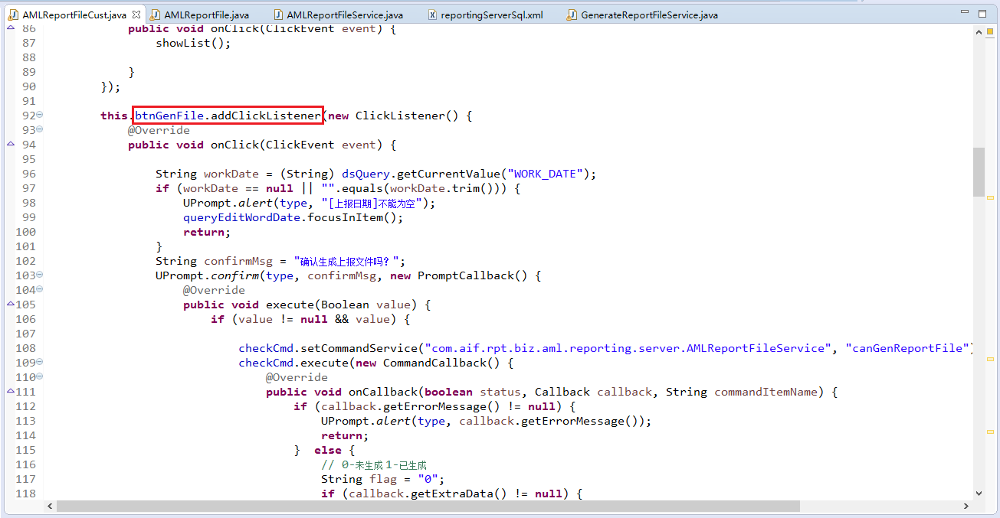 AMLReportFileCust.java AMLReportFile.java AMLReportFileService.java reportingServerSql.xml GenerateReportFileService.java
86 public void onClick(ClickEvent event) {
87 showList();
88
89 }
90 });
91
92 this.btnGenFile.addClickListener(new ClickListener() {
93 @Override
94 public void onClick(ClickEvent event) {
95
96 String workDate = (String) dsQuery.getCurrentValue("WORK_DATE");
97 if (workDate == null || "".equals(workDate.trim())) {
98 UPrompt.alert(type, "[上报日期]不能为空");
99 queryEditWordDate.focusInItem();
100 return;
101 }
102 String confirmMsg = "确认生成上报文件吗？";
103 UPrompt.confirm(type, confirmMsg, new PromptCallback() {
104 @Override
105 public void execute(Boolean value) {
106 if (value != null && value) {
107
108 checkCmd.setCommandService("com.aif.rpt.biz.aml.reporting.server.AMLReportFileService", "canGenReportFile")
109 checkCmd.execute(new CommandCallback() {
110 @Override
111 public void onCallback(boolean status, Callback callback, String commandItemName) {
112 if (callback.getErrorMessage() != null) {
113 UPrompt.alert(type, callback.getErrorMessage());
114 return;
115 } else {
116 // 0-未生成 1-已生成
117 String flag = "0";
118 if (callback.getExtraData() != null) {